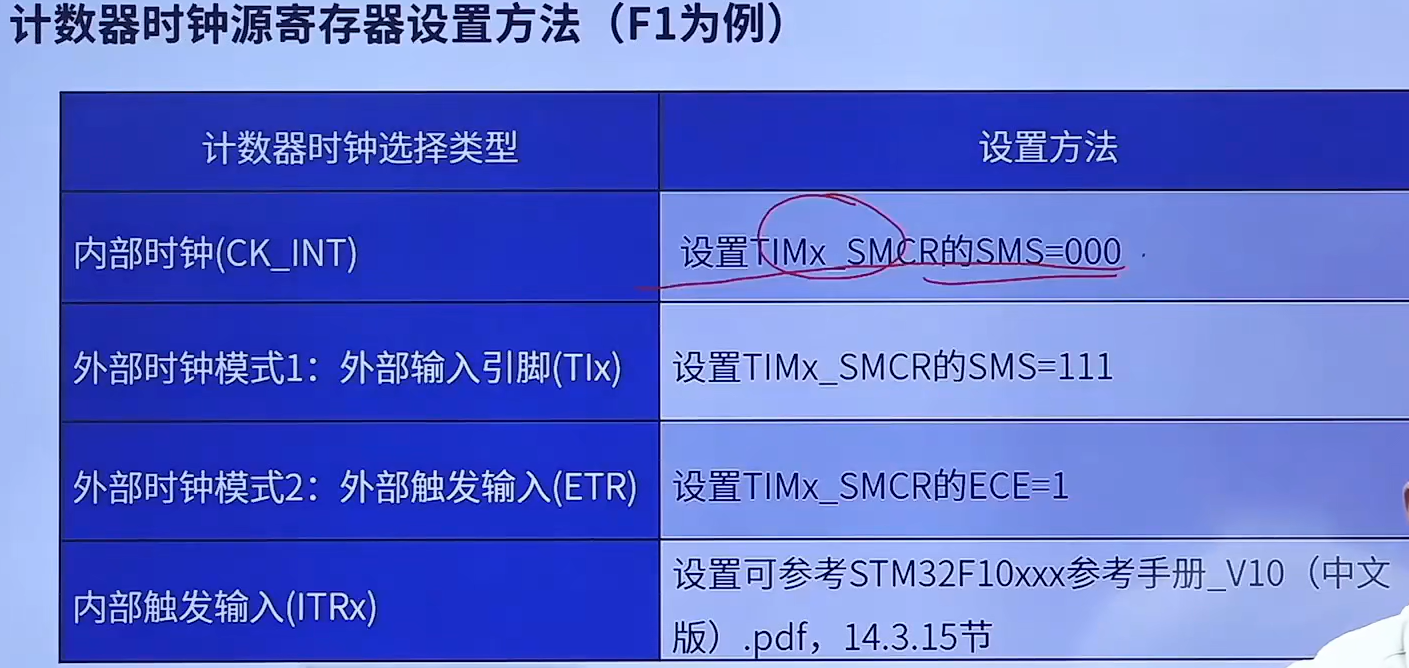 计数器时钟源寄存器设置方法（F1为例）
计数器时钟选择类型
设置方法
内部时钟(CK_INT)
设置TIMx_SMCR的SMS=000
外部时钟模式1：外部输入引脚(TIx)
设置TIMx_SMCR的SMS=111
外部时钟模式2：外部触发输入(ETR)
设置TIMx_SMCR的ECE=1
内部触发输入(ITRx)
设置可参考STM32F10xxx参考手册_V10（中文
版）.pdf，14.3.15节